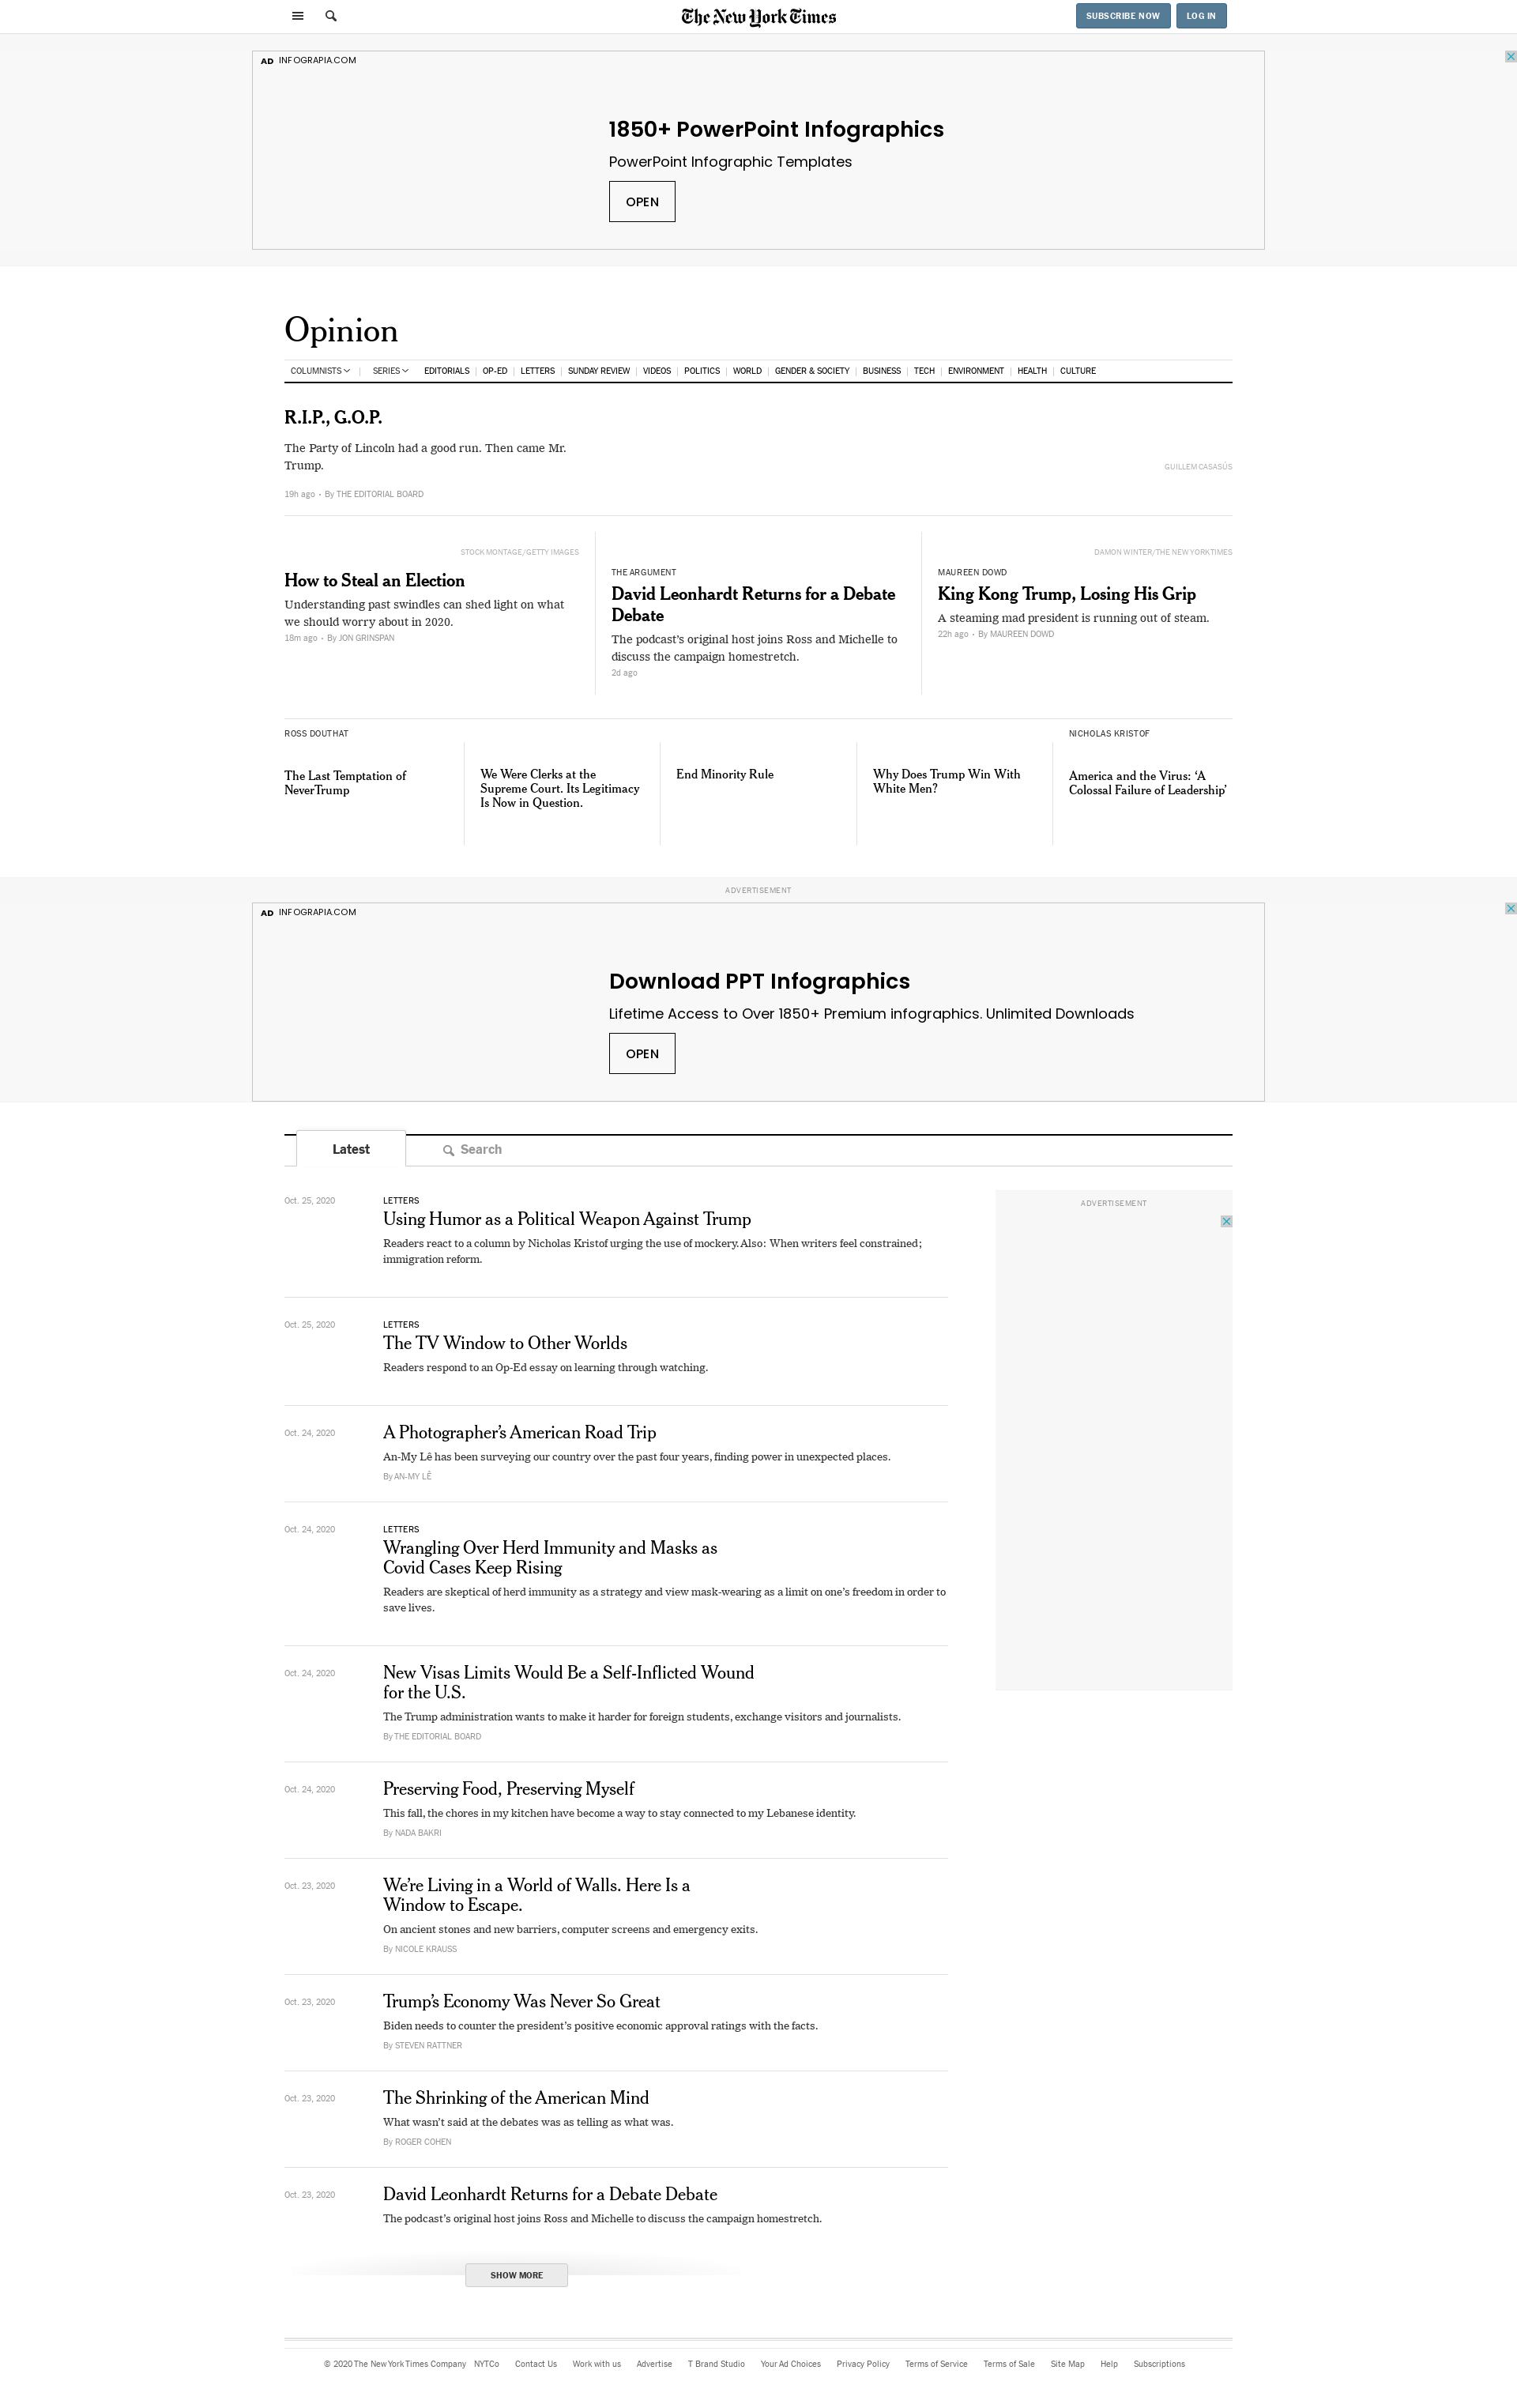 The New York Times
SUBSCRIBE NOW
LOG IN
AD INFOGRAPIA.COM
1850+ PowerPoint Infographics
PowerPoint Infographic Templates
OPEN
Opinion
COLUMNISTS SERIES EDITORIALS OP-ED LETTERS SUNDAY REVIEW VIDEOS POLITICS WORLD GENDER & SOCIETY BUSINESS TECH ENVIRONMENT HEALTH CULTURE
R.I.P., G.O.P.
The Party of Lincoln had a good run. Then came Mr.
Trump.
GUILLEM CASASÚS
19h ago • By THE EDITORIAL BOARD
STOCK MONTAGE/GETTY IMAGES
How to Steal an Election
Understanding past swindles can shed light on what
we should worry about in 2020.
18m ago • By JON GRINSPAN
THE ARGUMENT
David Leonhardt Returns for a Debate
Debate
The podcast’s original host joins Ross and Michelle to
discuss the campaign homestretch.
2d ago
DAMON WINTER/THE NEW YORK TIMES
MAUREEN DOWD
King Kong Trump, Losing His Grip
A steaming mad president is running out of steam.
22h ago • By MAUREEN DOWD
ROSS DOUTHAT
The Last Temptation of
NeverTrump
We Were Clerks at the
Supreme Court. Its Legitimacy
Is Now in Question.
End Minority Rule
Why Does Trump Win With
White Men?
NICHOLAS KRISTOF
America and the Virus: ‘A
Colossal Failure of Leadership’
ADVERTISEMENT
AD INFOGRAPIA.COM
Download PPT Infographics
Lifetime Access to Over 1850+ Premium infographics. Unlimited Downloads
OPEN
Latest
Search
ADVERTISEMENT
Oct. 25, 2020
LETTERS
Using Humor as a Political Weapon Against Trump
Readers react to a column by Nicholas Kristof urging the use of mockery. Also: When writers feel constrained;
immigration reform.
Oct. 25, 2020
LETTERS
The TV Window to Other Worlds
Readers respond to an Op-Ed essay on learning through watching.
Oct. 24, 2020
A Photographer’s American Road Trip
An-My Lê has been surveying our country over the past four years, finding power in unexpected places.
By AN-MY LÊ
Oct. 24, 2020
LETTERS
Wrangling Over Herd Immunity and Masks as
Covid Cases Keep Rising
Readers are skeptical of herd immunity as a strategy and view mask-wearing as a limit on one’s freedom in order to
save lives.
Oct. 24, 2020
New Visas Limits Would Be a Self-Inflicted Wound
for the U.S.
The Trump administration wants to make it harder for foreign students, exchange visitors and journalists.
By THE EDITORIAL BOARD
Oct. 24, 2020
Preserving Food, Preserving Myself
This fall, the chores in my kitchen have become a way to stay connected to my Lebanese identity.
By NADA BAKRI
Oct. 23, 2020
We’re Living in a World of Walls. Here Is a
Window to Escape.
On ancient stones and new barriers, computer screens and emergency exits.
By NICOLE KRAUSS
Oct. 23, 2020
Trump’s Economy Was Never So Great
Biden needs to counter the president’s positive economic approval ratings with the facts.
By STEVEN RATTNER
Oct. 23, 2020
The Shrinking of the American Mind
What wasn’t said at the debates was as telling as what was.
By ROGER COHEN
Oct. 23, 2020
David Leonhardt Returns for a Debate Debate
The podcast’s original host joins Ross and Michelle to discuss the campaign homestretch.
SHOW MORE
© 2020 The New York Times Company NYTCo Contact Us Work with us Advertise T Brand Studio Your Ad Choices Privacy Policy Terms of Service Terms of Sale Site Map Help Subscriptions